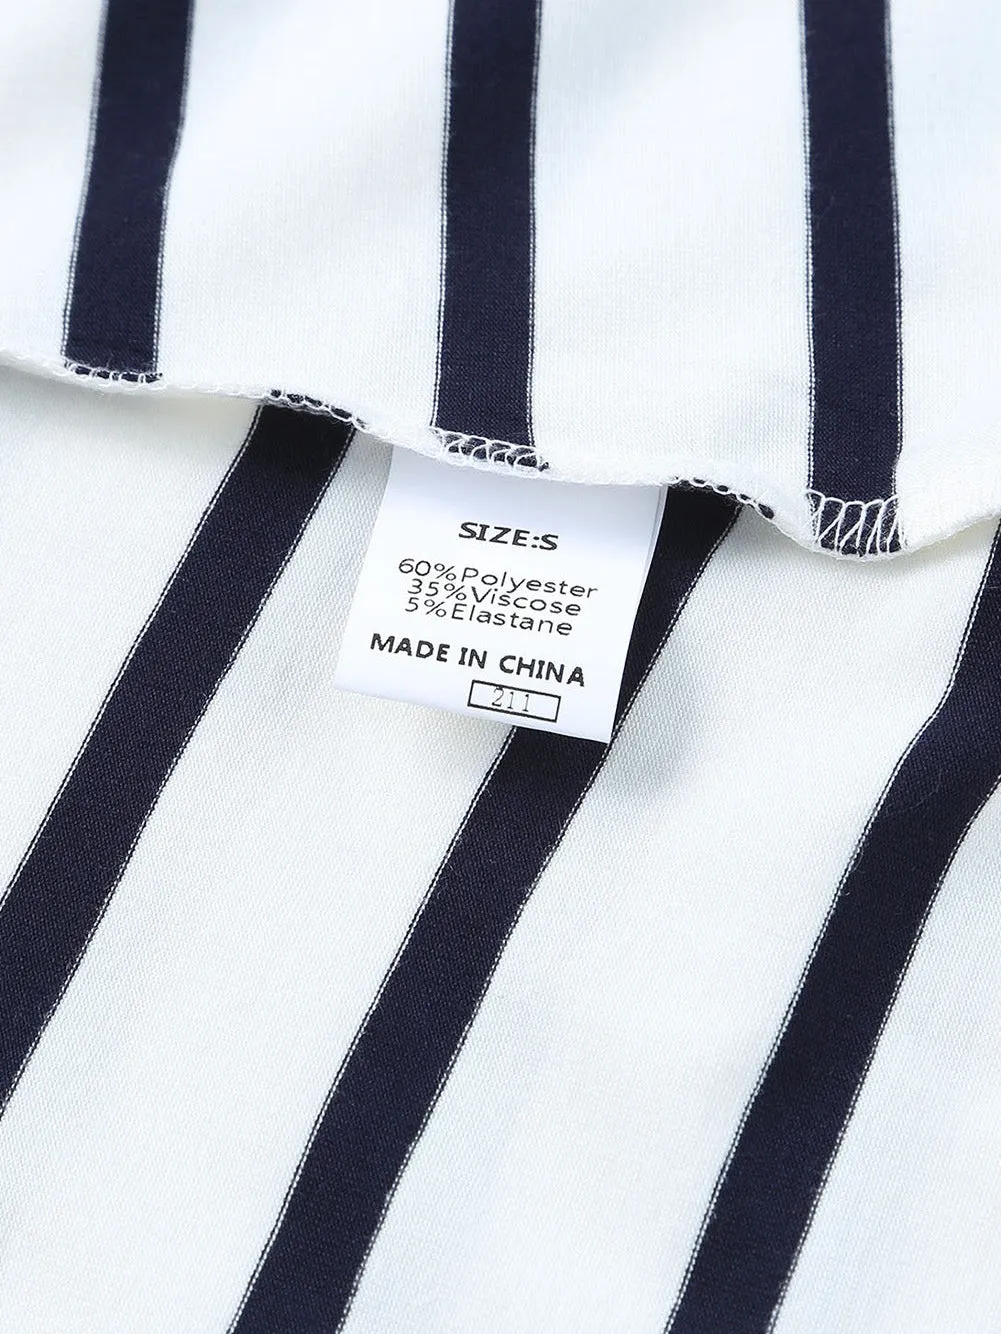 SIZE:S
60%Polyester
35%Viscose
5%Elastane
MADE IN CHINA
211